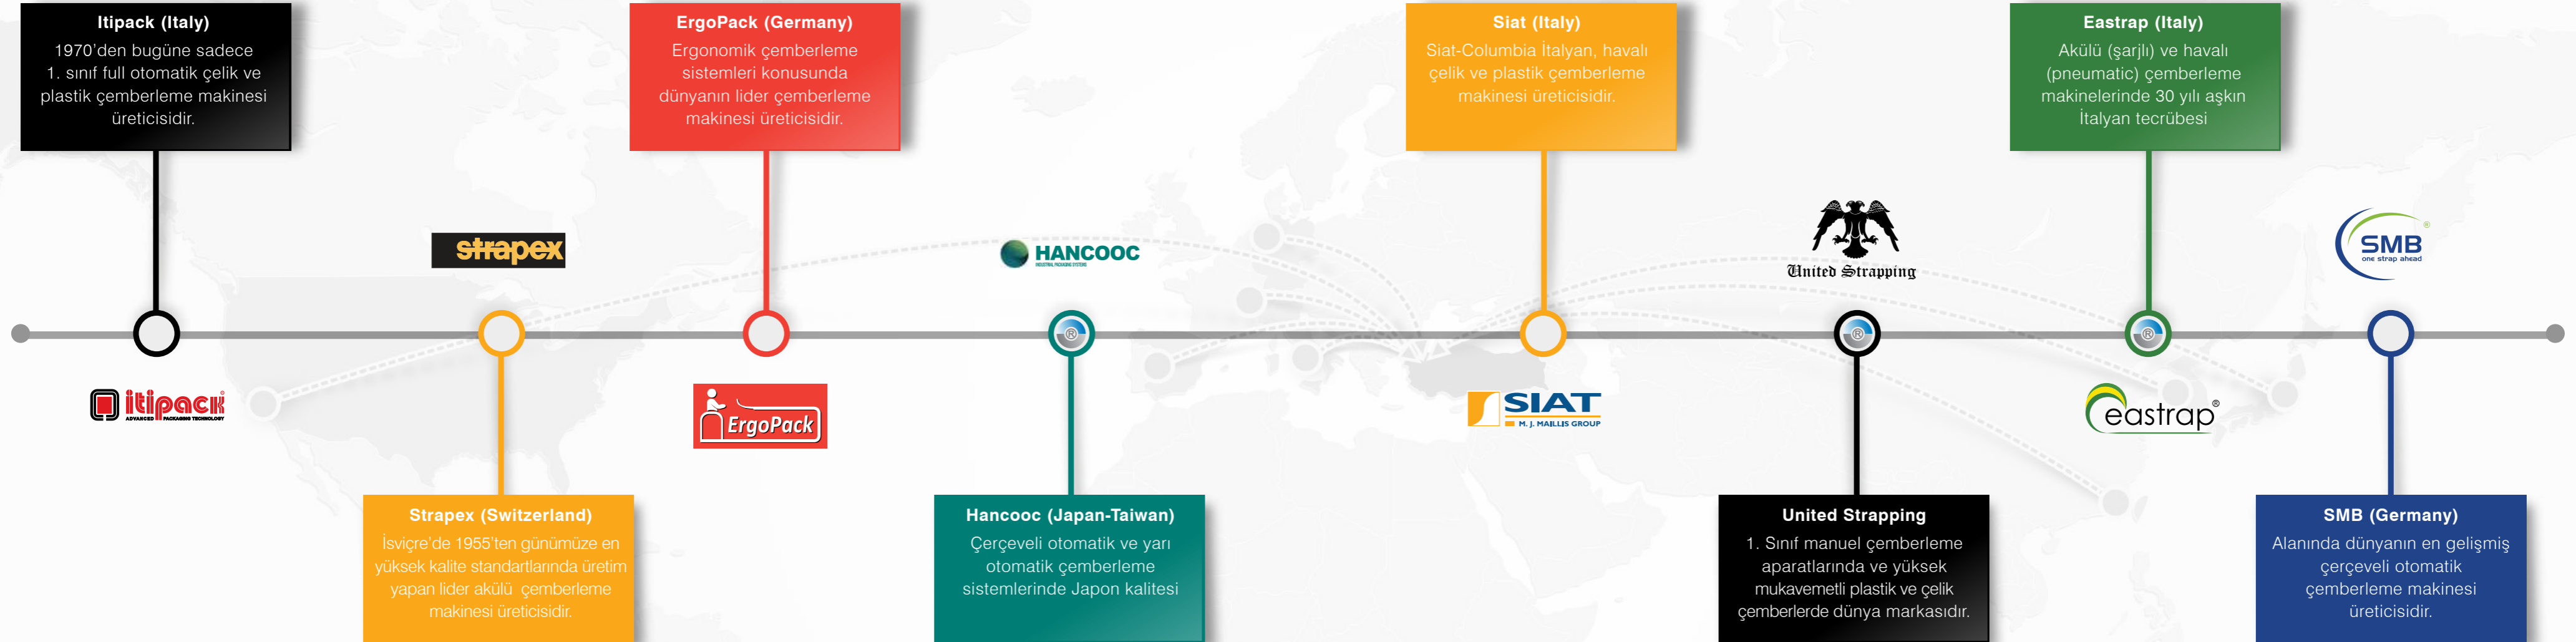 Itipack (Italy)
1970'den bugüne sadece
1. sınıf full otomatik çelik ve
plastik çemberleme makinesi
üreticisidir.
itipack®
ADVANCED PACKAGING TECHNOLOGY
strapex
Strapex (Switzerland)
İsviçre'de 1955'ten günümüze en
yüksek kalite standartlarında üretim
yapan lider akülü çemberleme
makinesi üreticisidir.
ErgoPack (Germany)
Ergonomik çemberleme
sistemleri konusunda
dünyanın lider çemberleme
makinesi üreticisidir.
ErgoPack
HANCOOC
INDUSTRIAL PACKAGING SYSTEMS
®
Hancooc (Japan-Taiwan)
Çerçeveli otomatik ve yarı
otomatik çemberleme
sistemlerinde Japon kalitesi
Siat (Italy)
Siat-Columbia İtalyan, havalı
çelik ve plastik çemberleme
makinesi üreticisidir.
SIAT
M. J. MAILLIS GROUP
United Strapping
®
United Strapping
1. Sınıf manuel çemberleme
aparatlarında ve yüksek
mukavemetli plastik ve çelik
çemberlerde dünya markasıdır.
Eastrap (Italy)
Akülü (şarjlı) ve havalı
(pneumatic) çemberleme
makinelerinde 30 yılı aşkın
İtalyan tecrübesi
®
eastrap®
SMB®
one strap ahead
SMB (Germany)
Alanında dünyanın en gelişmiş
çerçeveli otomatik
çemberleme makinesi
üreticisidir.